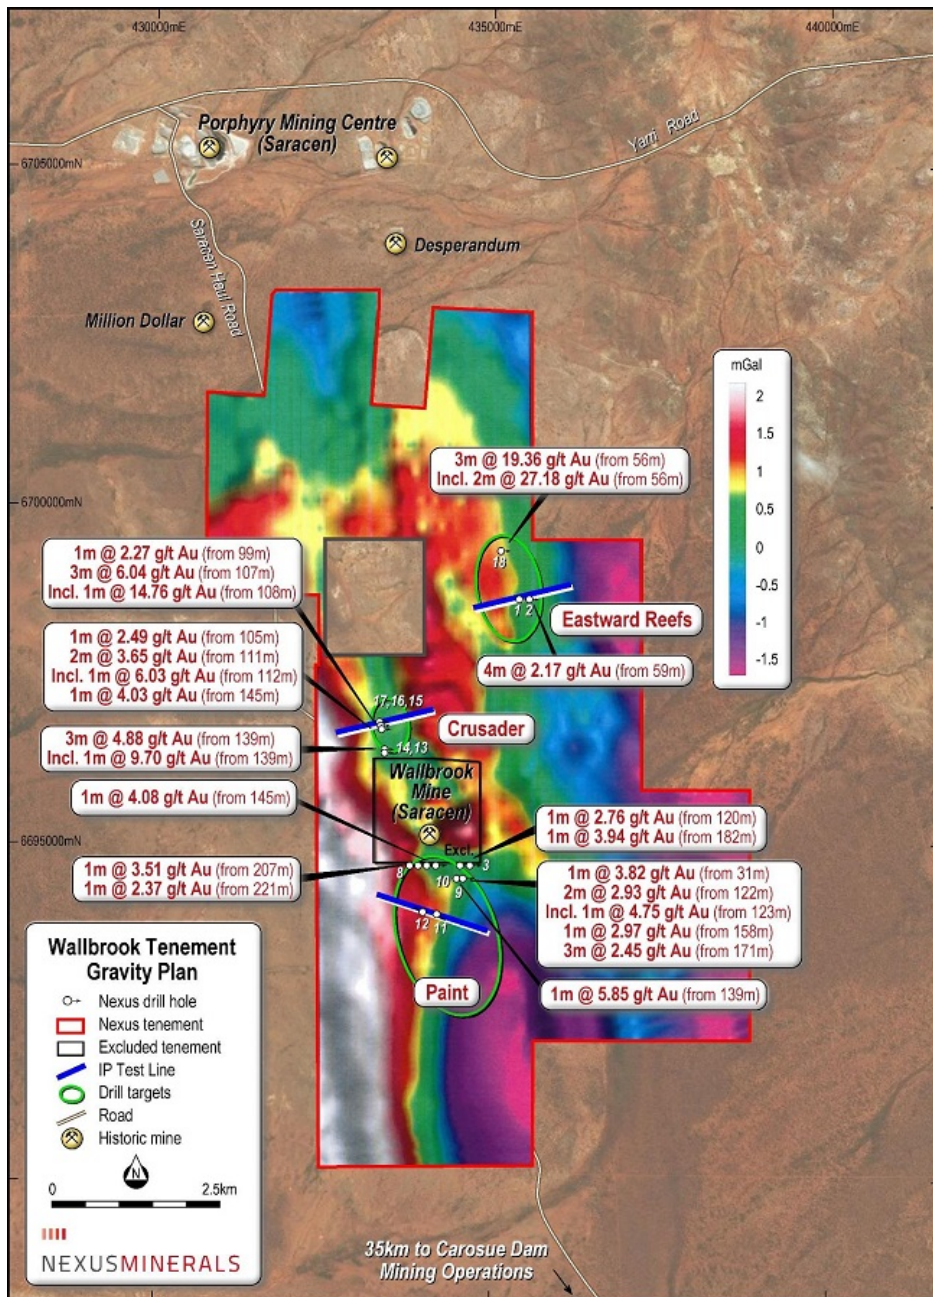 430000mE
435000mE
440000mE
Porphyry Mining Centre
(Saracen)
Yarri Road
6705000mN
Saracen Haul Road
Desperandum
Million Dollar
mGal
2
1.5
1
0.5
0
-0.5
-1
-1.5
3m @ 19.36 g/t Au (from 56m)
Incl. 2m @ 27.18 g/t Au (from 56m)
6700000mN
18
1 2
Eastward Reefs
4m @ 2.17 g/t Au (from 59m)
1m @ 2.27 g/t Au (from 99m)
3m @ 6.04 g/t Au (from 107m)
Incl. 1m @ 14.76 g/t Au (from 108m)
1m @ 2.49 g/t Au (from 105m)
2m @ 3.65 g/t Au (from 111m)
Incl. 1m @ 6.03 g/t Au (from 112m)
1m @ 4.03 g/t Au (from 145m)
17,16,15
Crusader
3m @ 4.88 g/t Au (from 139m)
Incl. 1m @ 9.70 g/t Au (from 139m)
14,13
Wallbrook
Mine
(Saracen)
1m @ 4.08 g/t Au (from 145m)
1m @ 2.76 g/t Au (from 120m)
1m @ 3.94 g/t Au (from 182m)
6695000mN
Excl.
1m @ 3.51 g/t Au (from 207m)
1m @ 2.37 g/t Au (from 221m)
8
3
10
9
1m @ 3.82 g/t Au (from 31m)
2m @ 2.93 g/t Au (from 122m)
Incl. 1m @ 4.75 g/t Au (from 123m)
1m @ 2.97 g/t Au (from 158m)
3m @ 2.45 g/t Au (from 171m)
12 11
Paint
1m @ 5.85 g/t Au (from 139m)
Wallbrook Tenement
Gravity Plan
Nexus drill hole
Nexus tenement
Excluded tenement
IP Test Line
Drill targets
Road
Historic mine
N
0 2.5km
NEXUSMINERALS
35km to Carosue Dam
Mining Operations